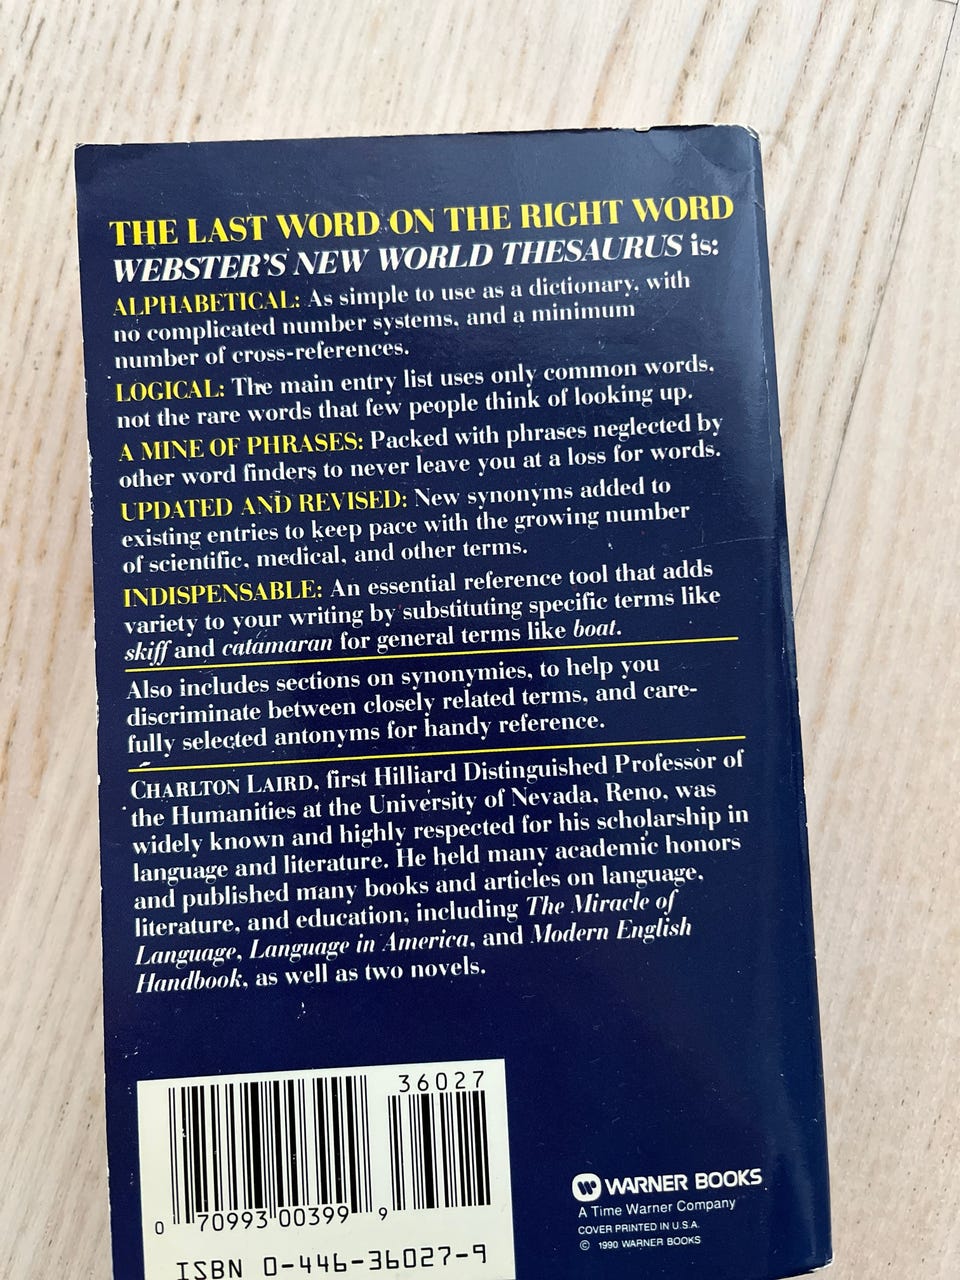 THE LAST WORD ON THE RIGHT WORD
WEBSTER'S NEW WORLD THESAURUS is:
ALPHABETICAL: As simple to use as a dictionary, with
no complicated number systems, and a minimum
number of cross-references.
LOGICAL: The main entry list uses only common words,
not the rare words that few people think of looking up.
A MINE OF PHRASES: Packed with phrases neglected by
other word finders to never leave you at a loss for words.
UPDATED AND REVISED: New synonyms added to
existing entries to keep pace with the growing number
of scientific, medical, and other terms.
INDISPENSABLE: An essential reference tool that adds
variety to your writing by substituting specific terms like
skiff and catamaran for general terms like boat.
Also includes sections on synonymies, to help you
discriminate between closely related terms, and care-
fully selected antonyms for handy reference.
CHARLTON LAIRD, first Hilliard Distinguished Professor of
the Humanities at the University of Nevada, Reno, was
widely known and highly respected for his scholarship in
language and literature. He held many academic honors
and published many books and articles on language,
literature, and education, including The Miracle of
Language, Language in America, and Modern English
Handbook, as well as two novels.
36027
0 70993 00399 9
ISBN 0-446-36027-9
WARNER BOOKS
A Time Warner Company
COVER PRINTED IN U.S.A.
© 1990 WARNER BOOKS